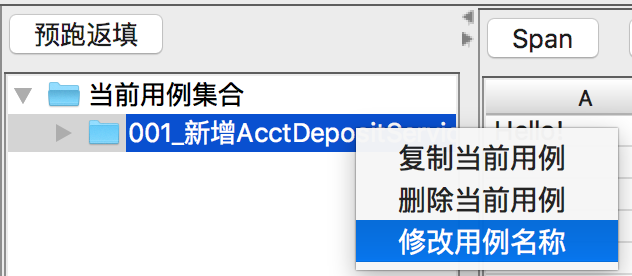 预跑返填
Span
当前用例集合
A
001_新增AcctDepositServic
Hello!
复制当前用例
删除当前用例
修改用例名称